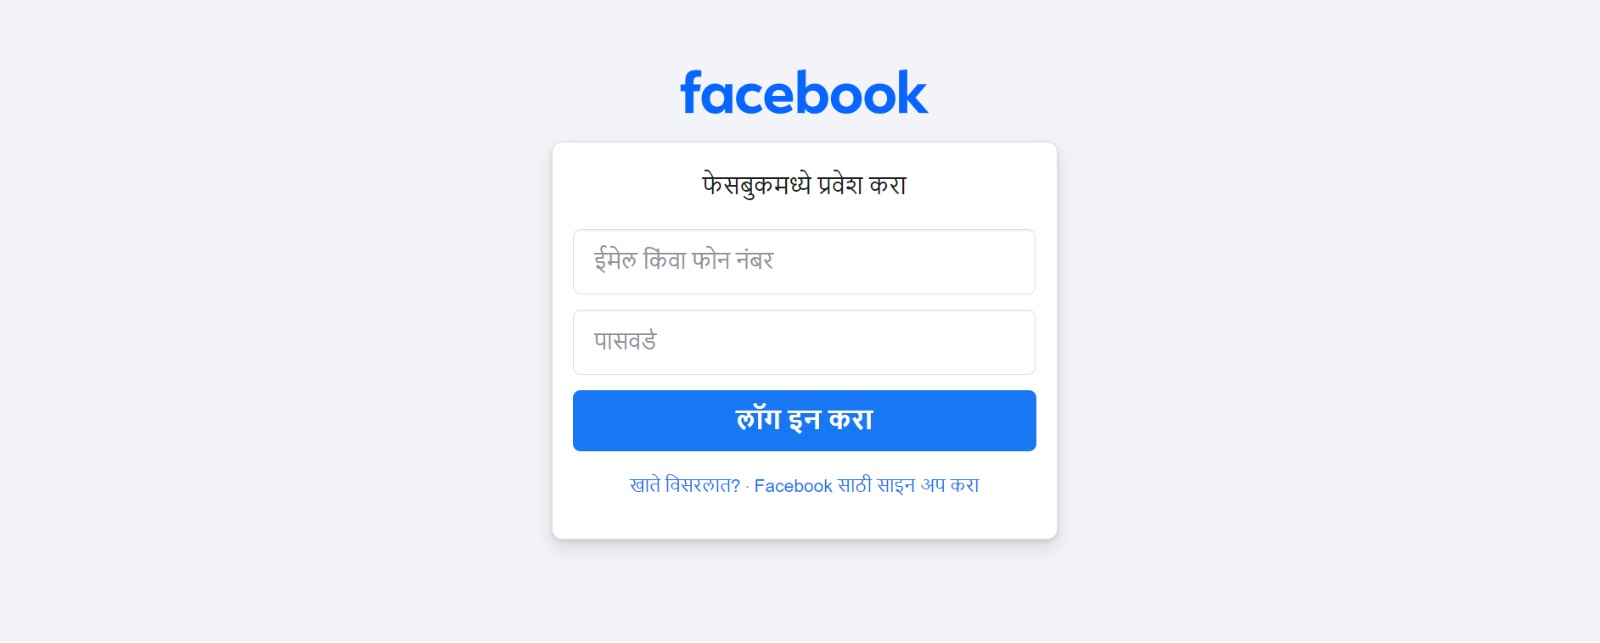 facebook
फेसबुकमध्ये प्रवेश करा
ईमेल किंवा फोन नंबर
पासवर्ड
लॉग इन करा
खाते विसरलात? · Facebook साठी साइन अप करा